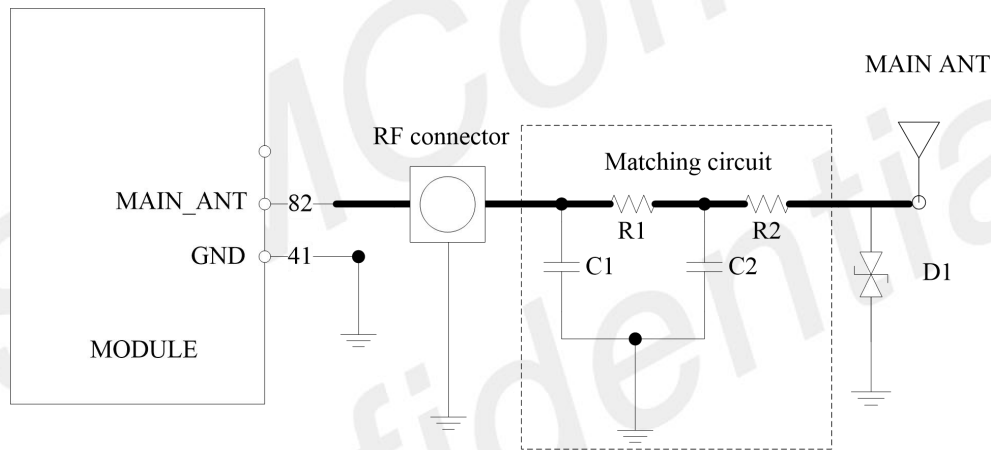 MAIN ANT
RF connector
Matching circuit
MAIN_ANT
82
R1
R2
GND
41
C1
C2
D1
MODULE